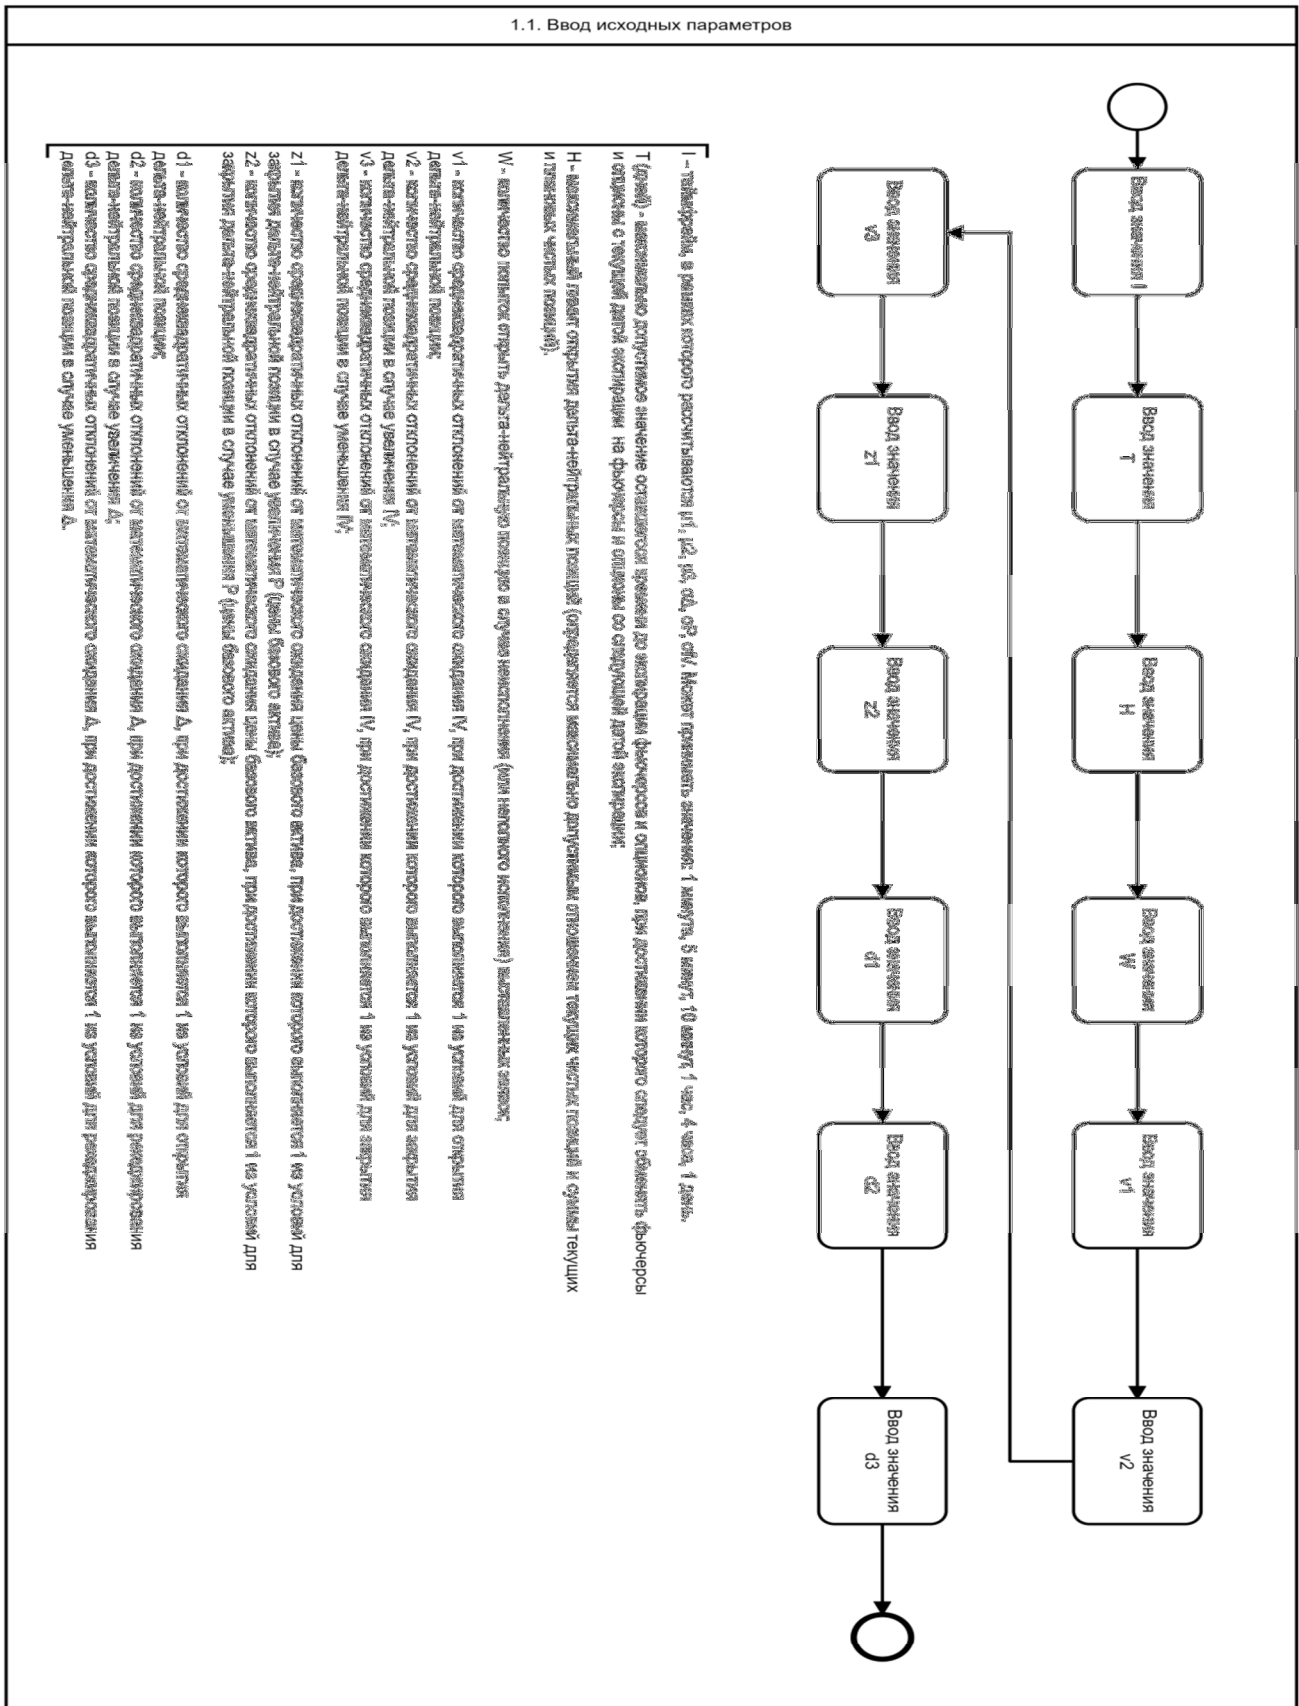 1.1. Ввод исходных параметров
Ввод значения I
Ввод значения
T
Ввод значения
H
Ввод значения
W
Ввод значения
v1
Ввод значения
v2
Ввод значения
v3
Ввод значения
z1
Ввод значения
z2
Ввод значения
d1
Ввод значения
d2
Ввод значения
d3
I – таймфрейм, в рамках которого рассчитываются μ1, μ2, μ3, σΔ, σP, σIV. Может принимать значения: 1 минута, 5 минут, 10 минут, 1 час, 4 часа, 1 день.
T (дней) - максимально допустимое значение оставшегося времени до экспирации фьючерсов и опционов, при достижении которого следует обменять фьючерсы
и опционы с текущей датой экспирации на фьючерсы и опционы со следующей датой экспирации;
H - максимальный лимит открытия дельта-нейтральных позиций (определяется максимально допустимым отношением текущих чистых позиций и суммы текущих
и плановых чистых позиций);
W - количество попыток открыть дельта-нейтральную позицию в случае неисполнения (или неполного исполнения) выставленных заявок;
v1 - количество среднеквадратичных отклонений от математического ожидания IV, при достижении которого выполняется 1 из условий для открытия
дельта-нейтральной позиции;
v2 - количество среднеквадратичных отклонений от математического ожидания IV, при достижении которого выполняется 1 из условий для закрытия
дельта-нейтральной позиции в случае увеличения IV;
v3 - количество среднеквадратичных отклонений от математического ожидания IV, при достижении которого выполняется 1 из условий для закрытия
дельта-нейтральной позиции в случае уменьшения IV;
z1 - количество среднеквадратичных отклонений от математического ожидания цены базового актива, при достижении которого выполняется 1 из условий для
закрытия дельта-нейтральной позиции в случае увеличения P (цены базового актива);
z2 - количество среднеквадратичных отклонений от математического ожидания цены базового актива, при достижении которого выполняется 1 из условий для
закрытия дельта-нейтральной позиции в случае уменьшения P (цены базового актива);
d1 - количество среднеквадратичных отклонений от математического ожидания Δ, при достижении которого выполняется 1 из условий для открытия
дельта-нейтральной позиции;
d2 - количество среднеквадратичных отклонений от математического ожидания Δ, при достижении которого выполняется 1 из условий для рехеджирования
дельта-нейтральной позиции в случае увеличения Δ;
d3 - количество среднеквадратичных отклонений от математического ожидания Δ, при достижении которого выполняется 1 из условий для рехеджирования
дельта-нейтральной позиции в случае уменьшения Δ.